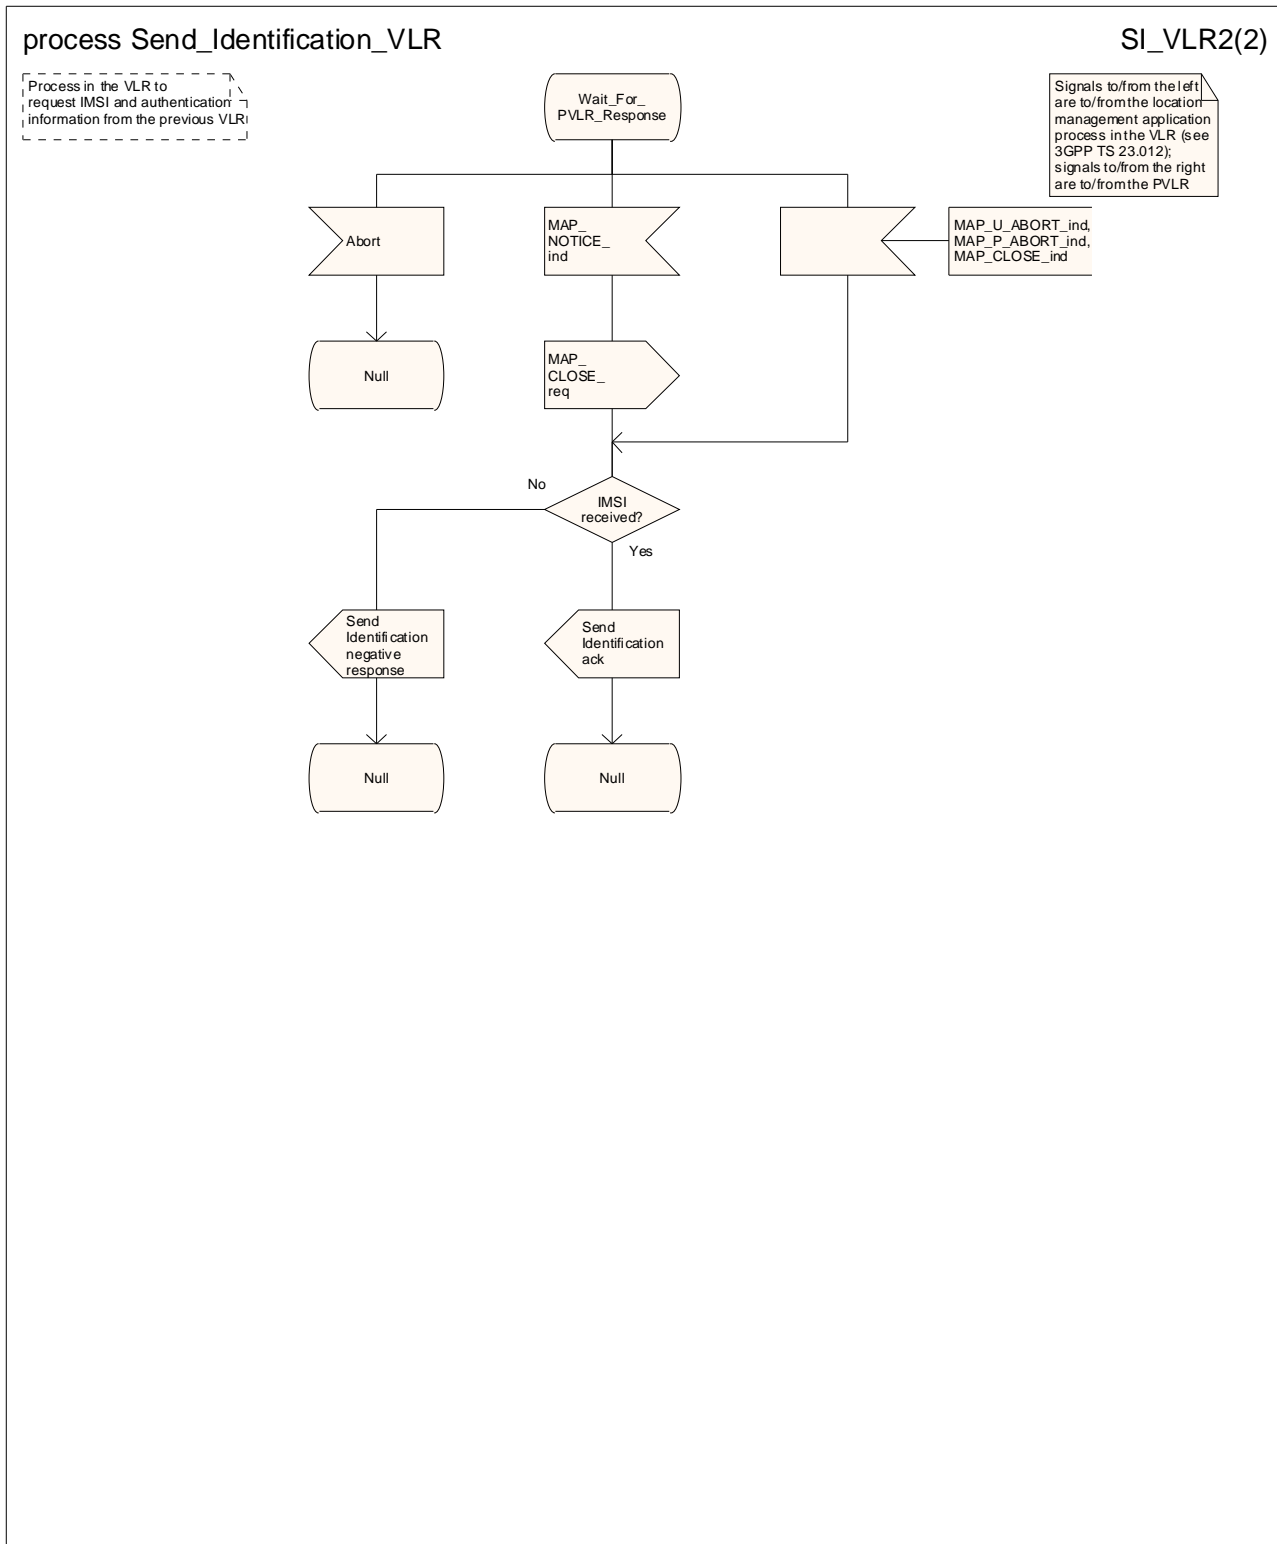 process Send_Identification_VLR
SI_VLR2(2)
Process in the VLR to
request IMSI and authentication
information from the previous VLR
Wait_For_
PVLR_Response
Signals to/from the left
are to/from the location
management application
process in the VLR (see
3GPP TS 23.012);
signals to/from the right
are to/from the PVLR
Abort
MAP_
NOTICE_
ind
MAP_U_ABORT_ind,
MAP_P_ABORT_ind,
MAP_CLOSE_ind
Null
MAP_
CLOSE_
req
No
IMSI
received?
Yes
Send
Identification
negative
response
Send
Identification
ack
Null
Null